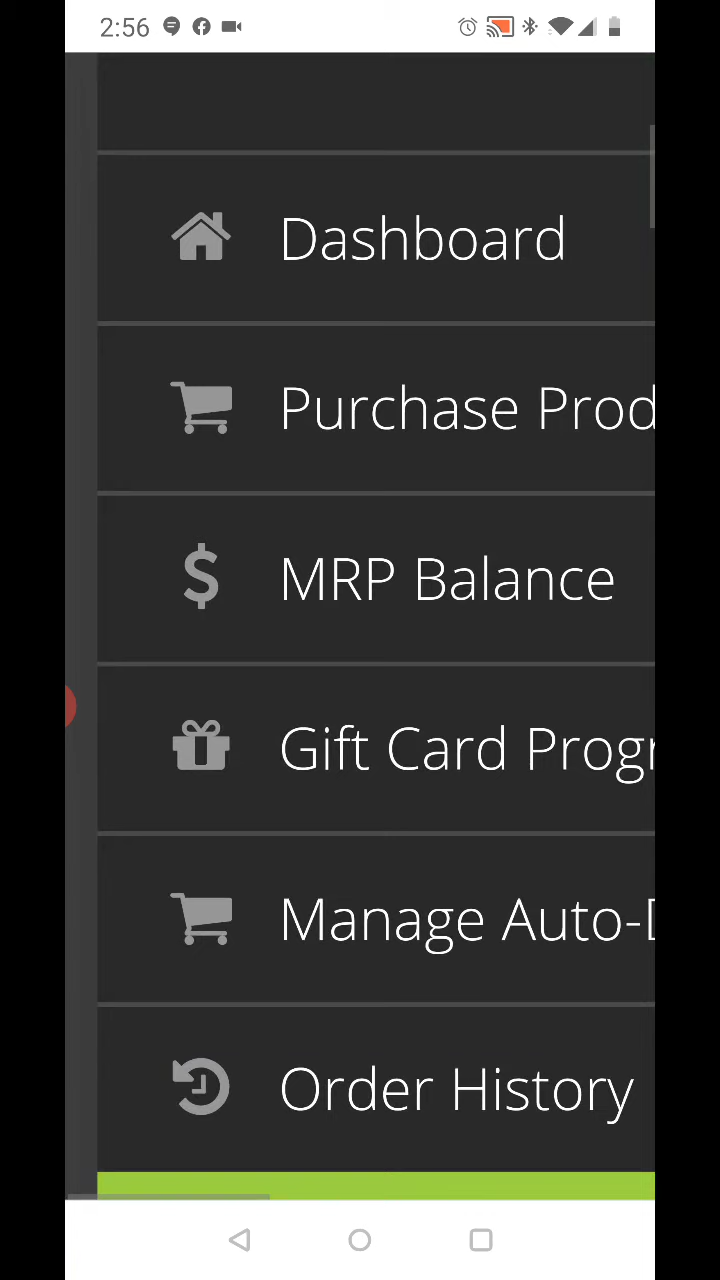 2:56
Dashboard
Purchase Prod
MRP Balance
Gift Card Progr
Manage Auto-D
Order History